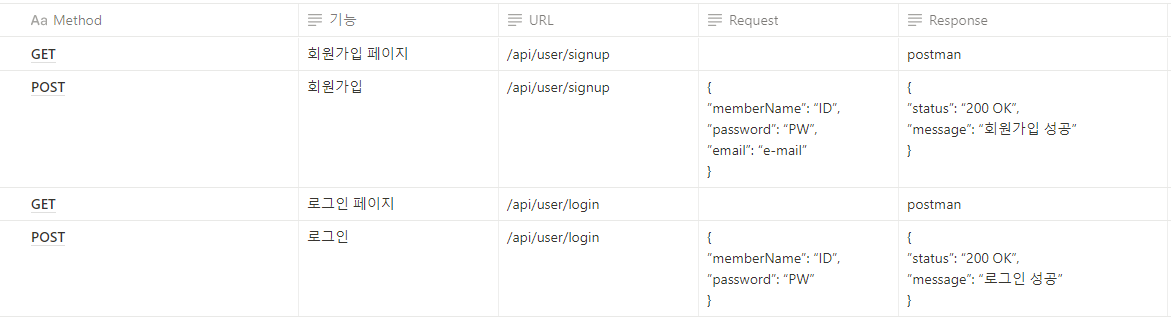 Aa Method 기능 URL Request Response
GET 회원가입 페이지 /api/user/signup postman
POST 회원가입 /api/user/signup { {
"memberName": "ID", "status": "200 OK",
"password": "PW", "message": "회원가입 성공"
"email": "e-mail" }
}
GET 로그인 페이지 /api/user/login postman
POST 로그인 /api/user/login { {
"memberName": "ID", "status": "200 OK",
"password": "PW" "message": "로그인 성공"
} }